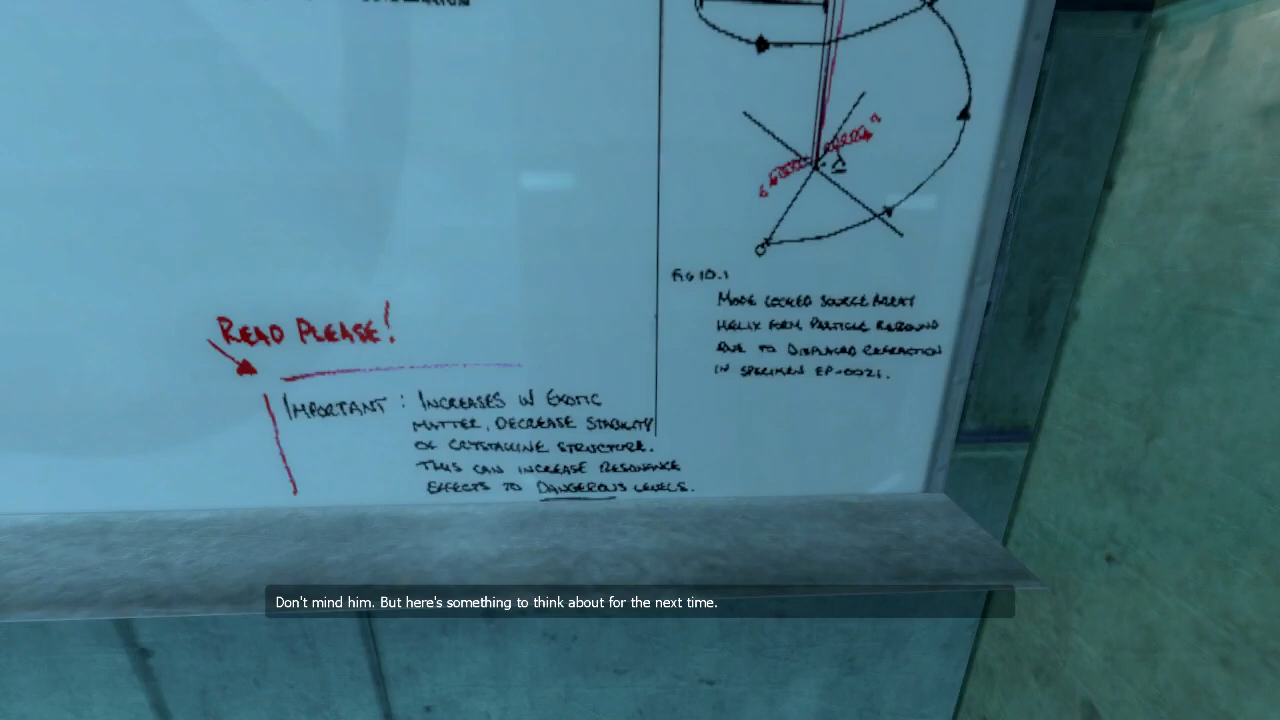 READ PLEASE!
IMPORTANT : INCREASES IN EXOTIC
MATTER, DECREASE STABILITY
OF CRYSTALLINE STRUCTURE.
THIS CAN INCREASE RESONANCE
EFFECTS TO DANGEROUS LEVELS.
FIG 10.1
MODE LOCKED SOURCE ARRAY
HELIX FORM PARTICLE REBOUND
DUE TO DISPLACED REFRACTION
IN SPECIMEN EP-0021.
Don't mind him. But here's something to think about for the next time.